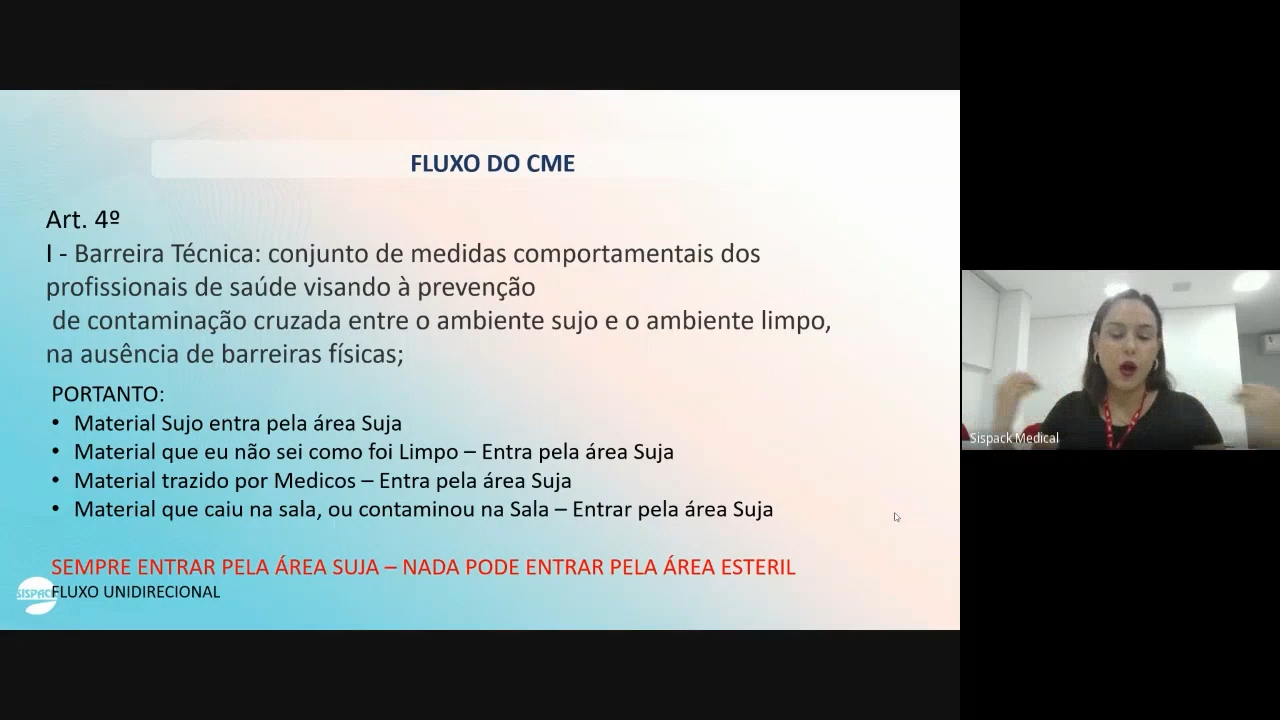 FLUXO DO CME
Art. 4º
I - Barreira Técnica: conjunto de medidas comportamentais dos
profissionais de saúde visando à prevenção
de contaminação cruzada entre o ambiente sujo e o ambiente limpo,
na ausência de barreiras físicas;
PORTANTO:
• Material Sujo entra pela área Suja
• Material que eu não sei como foi Limpo – Entra pela área Suja
• Material trazido por Medicos – Entra pela área Suja
• Material que caiu na sala, ou contaminou na Sala – Entrar pela área Suja
SEMPRE ENTRAR PELA ÁREA SUJA – NADA PODE ENTRAR PELA ÁREA ESTERIL
SISPACK
FLUXO UNIDIRECIONAL
Sispack Medical